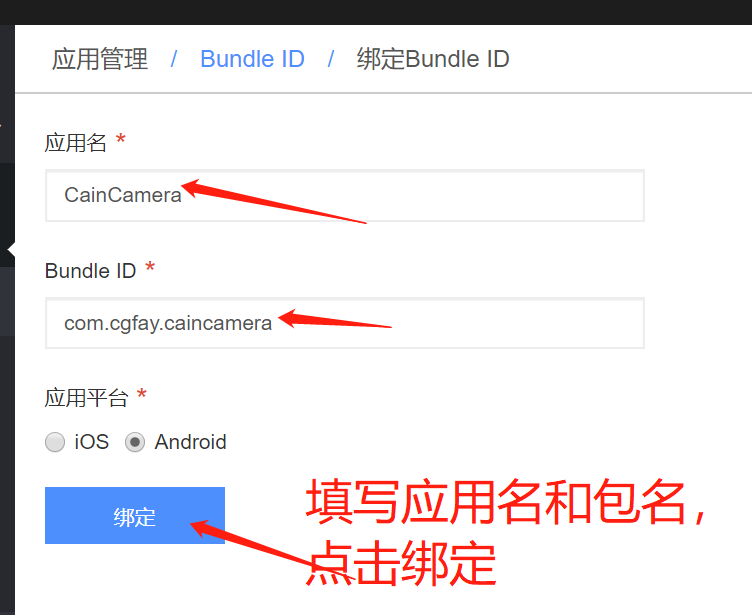 应用管理 / Bundle ID / 绑定Bundle ID
应用名 *
CainCamera
Bundle ID *
com.cgfay.caincamera
应用平台 *
iOS Android
绑定
填写应用名和包名，
点击绑定